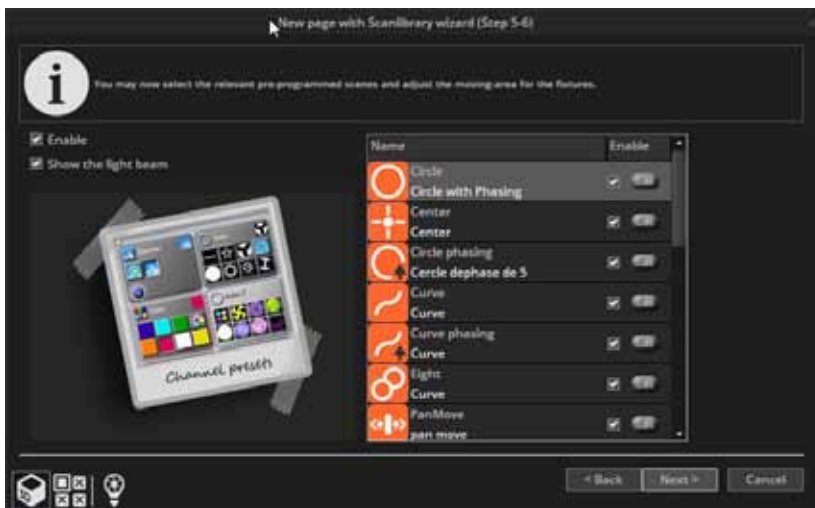 New page with Scanlibrary wizard (Step 5-6)
You may now select the relevant pre-programmed scenes and adjust the moving-area for the fixtures.
Enable
Show the light beam
Name Enable
Circle
Circle with Phasing
Center
Center
Circle phasing
Cercle dephase de 5
Curve
Curve
Curve phasing
Curve
Eight
Curve
PanMove
pan move
Channel presets
< Back Next > Cancel